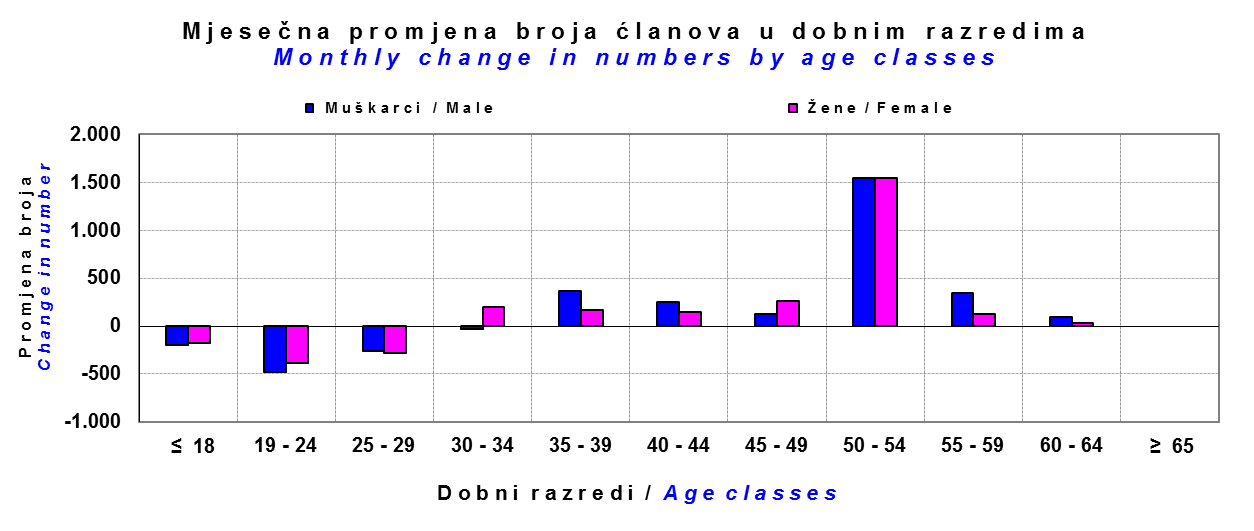 Mjesečna promjena broja ćlanova u dobnim razredima
Monthly change in numbers by age classes
Muškarci / Male
Žene / Female
Promjena broja
Change in number
2.000
1.500
1.000
500
0
-500
-1.000
≤ 18
19 - 24
25 - 29
30 - 34
35 - 39
40 - 44
45 - 49
50 - 54
55 - 59
60 - 64
≥ 65
Dobni razredi / Age classes